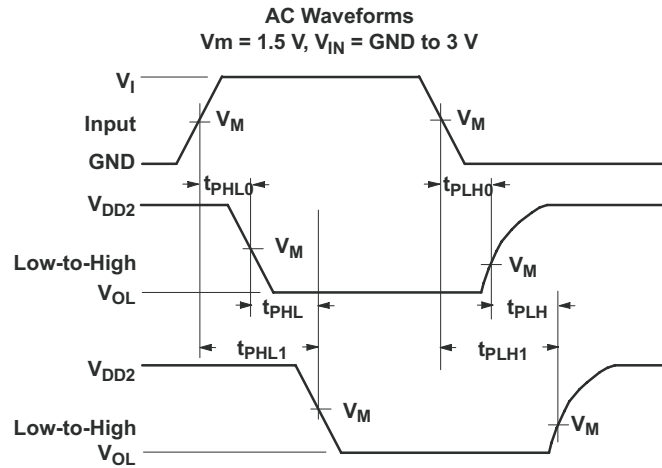 AC Waveforms
Vm = 1.5 V, VIN = GND to 3 V
VI
Input
VM
VM
GND
tPHL0
tPLH0
VDD2
Low-to-High
VM
VM
VOL
tPHL
tPLH
tPHL1
tPLH1
VDD2
Low-to-High
VM
VM
VOL